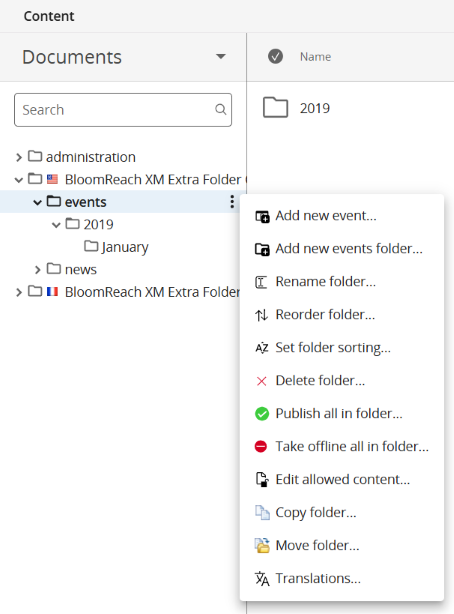 Content
Documents
Name
Search
2019
administration
BloomReach XM Extra Folder
events
2019
January
news
BloomReach XM Extra Folder
Add new event...
Add new events folder...
Rename folder...
Reorder folder...
Set folder sorting...
Delete folder...
Publish all in folder...
Take offline all in folder...
Edit allowed content...
Copy folder...
Move folder...
Translations...